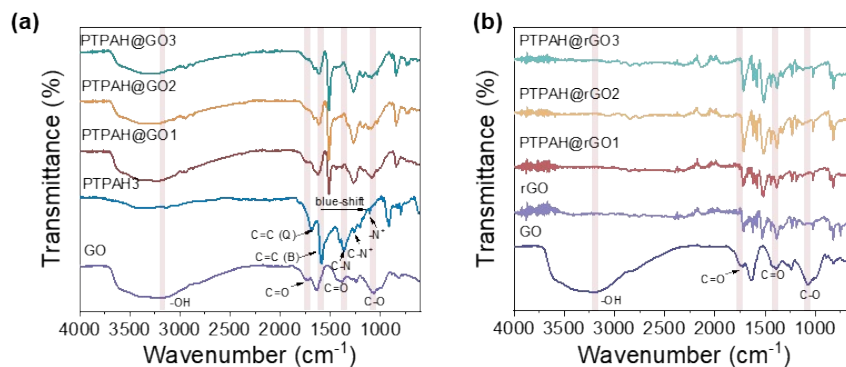 (a)
PTPAH@GO3
PTPAH@GO2
PTPAH@GO1
PTPAH3
GO
blue-shift
C=C (Q)
C=C (B)
C-N
C-N⁺
-N⁺
C=O
C=O
C-O
-OH
Transmittance (%)
4000 3500 3000 2500 2000 1500 1000
Wavenumber (cm⁻¹)
(b)
PTPAH@rGO3
PTPAH@rGO2
PTPAH@rGO1
rGO
GO
C=O
C=O
C-O
-OH
Transmittance (%)
4000 3500 3000 2500 2000 1500 1000
Wavenumber (cm⁻¹)